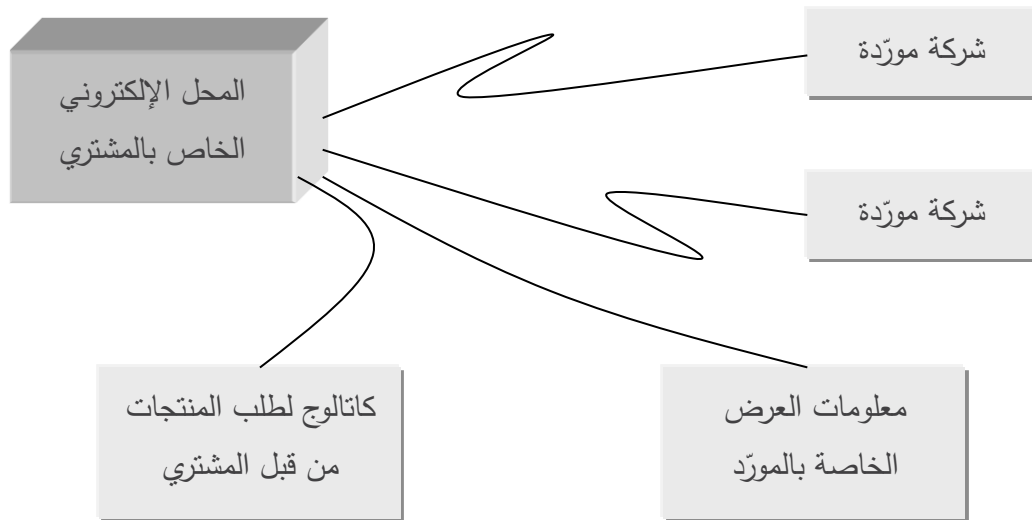 المحل الإلكتروني
الخاص بالمشتري
شركة مورّدة
شركة مورّدة
كاتالوج لطلب المنتجات
من قبل المشتري
معلومات العرض
الخاصة بالمورّد